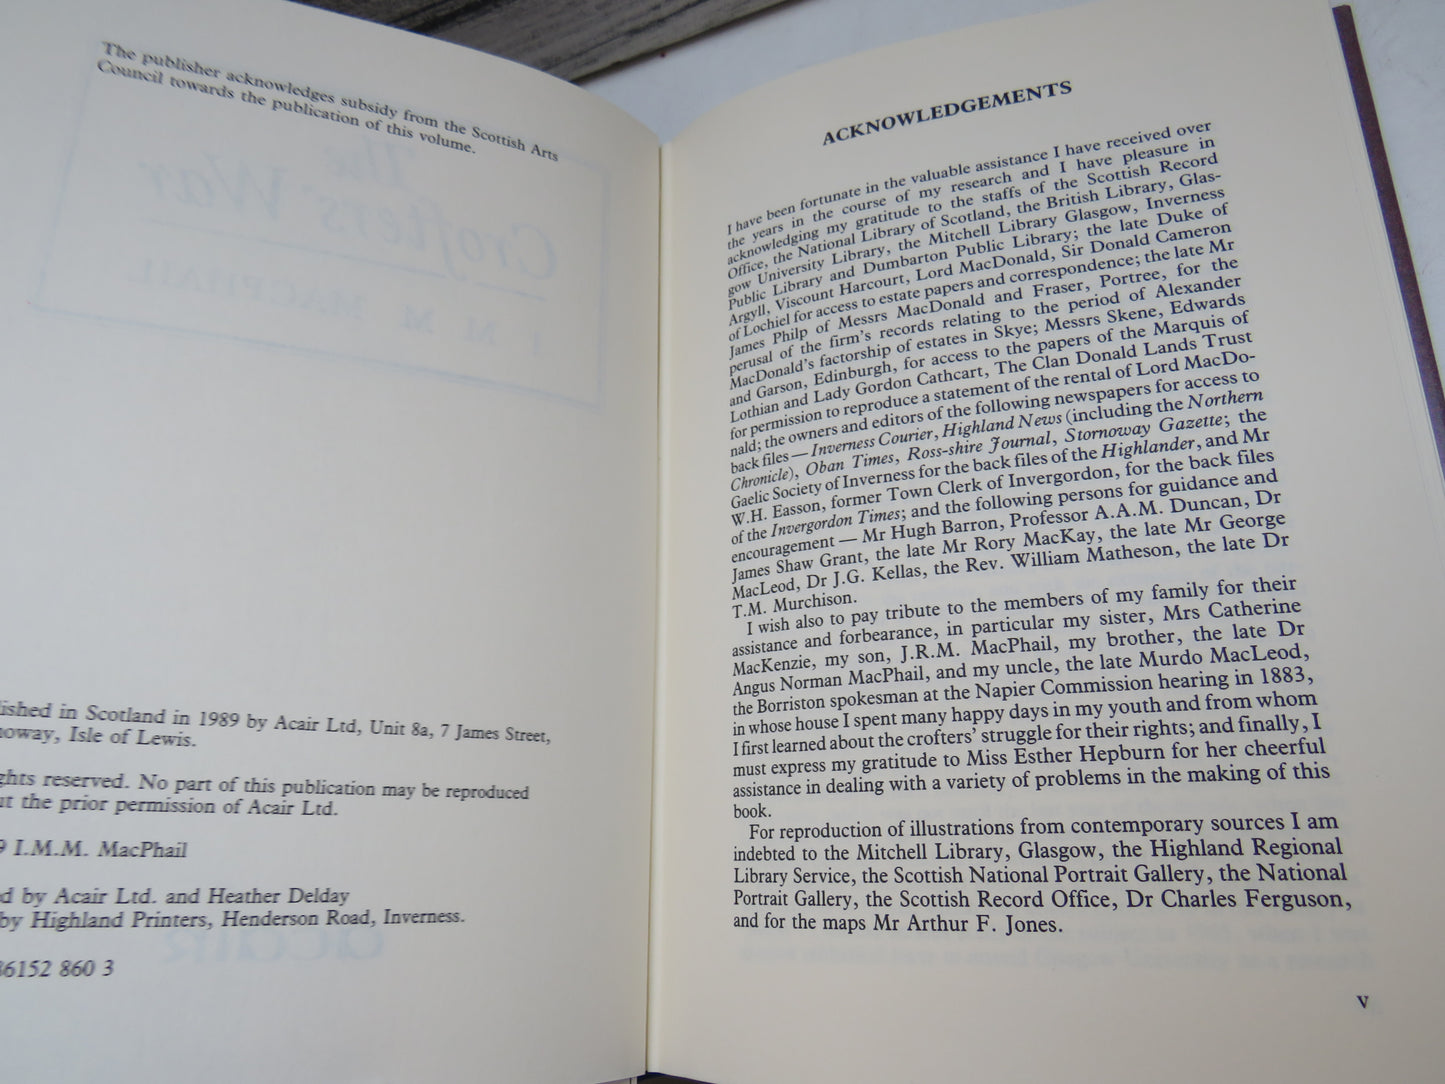 The publisher acknowledges subsidy from the Scottish Arts
Council towards the publication of this volume.
The
Crofters' War
I M M MACPHAIL
ished in Scotland in 1989 by Acair Ltd, Unit 8a, 7 James Street,
noway, Isle of Lewis.
ghts reserved. No part of this publication may be reproduced
ut the prior permission of Acair Ltd.
9 I.M.M. MacPhail
d by Acair Ltd. and Heather Delday
by Highland Printers, Henderson Road, Inverness.
acair
86152 860 3
ACKNOWLEDGEMENTS
I have been fortunate in the valuable assistance I have received over
the years in the course of my research and I have pleasure in
acknowledging my gratitude to the staffs of the Scottish Record
Office, the National Library of Scotland, the British Library, Glas-
gow University Library, the Mitchell Library Glasgow, Inverness
Public Library and Dumbarton Public Library; the late Duke of
Argyll, Viscount Harcourt, Lord MacDonald, Sir Donald Cameron
of Lochiel for access to estate papers and correspondence; the late Mr
James Philp of Messrs MacDonald and Fraser, Portree, for the
perusal of the firm's records relating to the period of Alexander
MacDonald's factorship of estates in Skye; Messrs Skene, Edwards
and Garson, Edinburgh, for access to the papers of the Marquis of
Lothian and Lady Gordon Cathcart, The Clan Donald Lands Trust
for permission to reproduce a statement of the rental of Lord MacDo-
nald; the owners and editors of the following newspapers for access to
back files — Inverness Courier, Highland News (including the Northern
Chronicle), Oban Times, Ross-shire Journal, Stornoway Gazette; the
Gaelic Society of Inverness for the back files of the Highlander, and Mr
W.H. Easson, former Town Clerk of Invergordon, for the back files
of the Invergordon Times; and the following persons for guidance and
encouragement — Mr Hugh Barron, Professor A.A.M. Duncan, Dr
James Shaw Grant, the late Mr Rory MacKay, the late Mr George
MacLeod, Dr J.G. Kellas, the Rev. William Matheson, the late Dr
T.M. Murchison.
I wish also to pay tribute to the members of my family for their
assistance and forbearance, in particular my sister, Mrs Catherine
MacKenzie, my son, J.R.M. MacPhail, my brother, the late Dr
Angus Norman MacPhail, and my uncle, the late Murdo MacLeod,
the Borriston spokesman at the Napier Commission hearing in 1883,
in whose house I spent many happy days in my youth and from whom
I first learned about the crofters' struggle for their rights; and finally, I
must express my gratitude to Miss Esther Hepburn for her cheerful
assistance in dealing with a variety of problems in the making of this
book.
For reproduction of illustrations from contemporary sources I am
indebted to the Mitchell Library, Glasgow, the Highland Regional
Library Service, the Scottish National Portrait Gallery, the National
Portrait Gallery, the Scottish Record Office, Dr Charles Ferguson,
and for the maps Mr Arthur F. Jones.
v